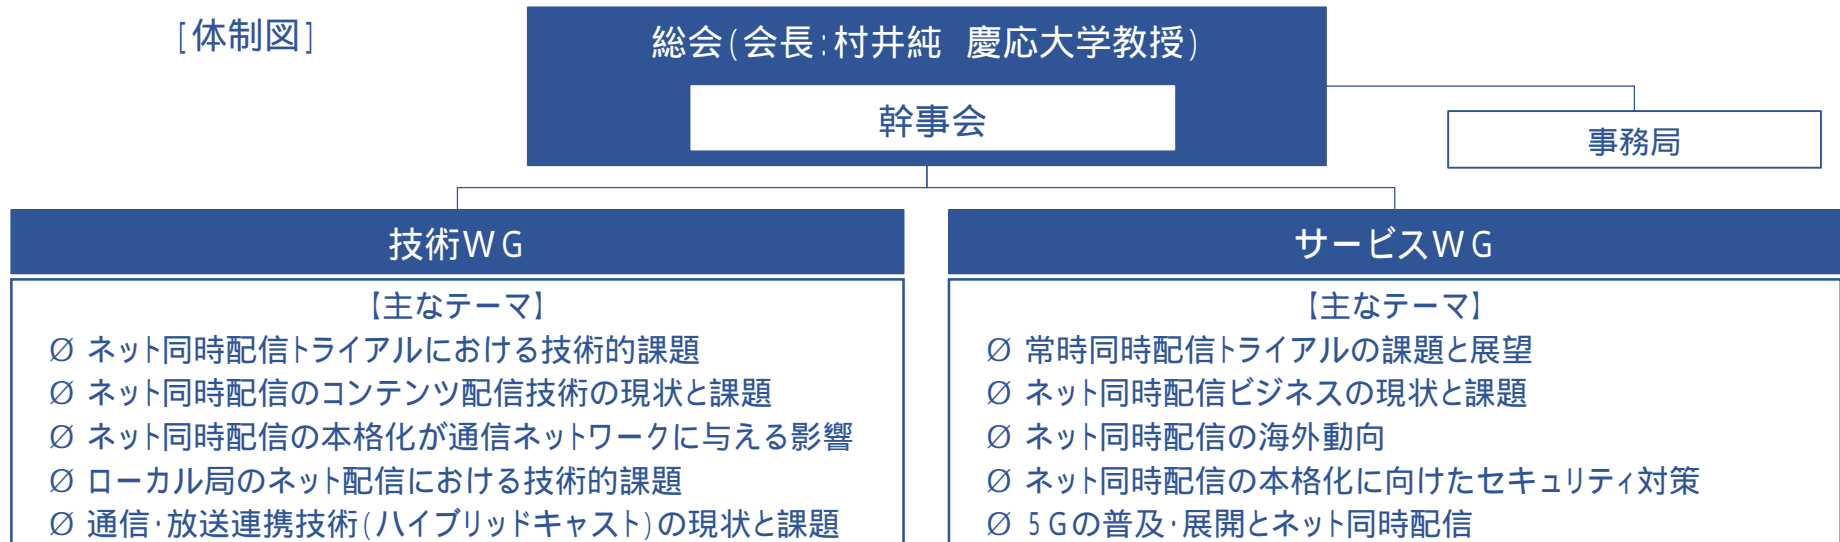 [体制図]
総会(会長:村井純 慶応大学教授)
幹事会
事務局
技術WG
【主なテーマ】
Ø ネット同時配信トライアルにおける技術的課題
Ø ネット同時配信のコンテンツ配信技術の現状と課題
Ø ネット同時配信の本格化が通信ネットワークに与える影響
Ø ローカル局のネット配信における技術的課題
Ø 通信・放送連携技術(ハイブリッドキャスト)の現状と課題
サービスWG
【主なテーマ】
Ø 常時同時配信トライアルの課題と展望
Ø ネット同時配信ビジネスの現状と課題
Ø ネット同時配信の海外動向
Ø ネット同時配信の本格化に向けたセキュリティ対策
Ø 5Gの普及・展開とネット同時配信